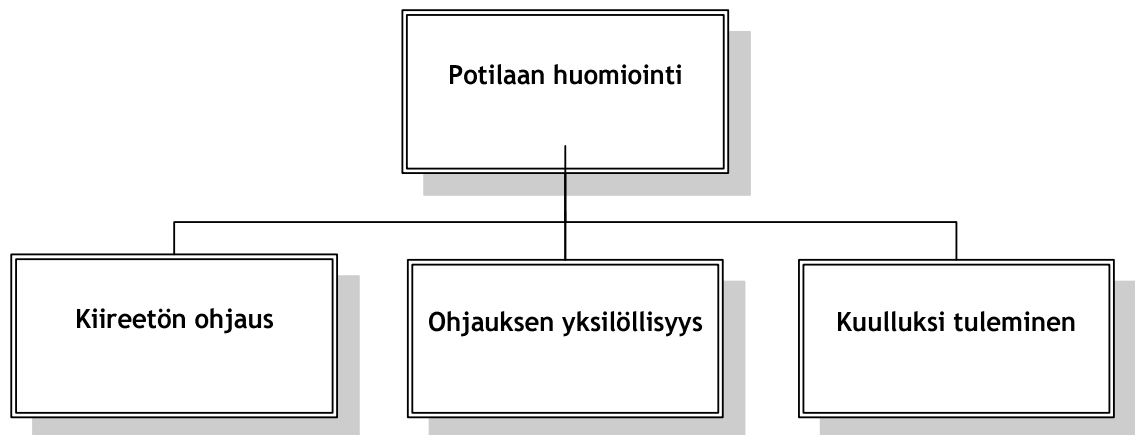 Potilaan huomiointi
Kiireetön ohjaus
Ohjauksen yksilöllisyys
Kuulluksi tuleminen